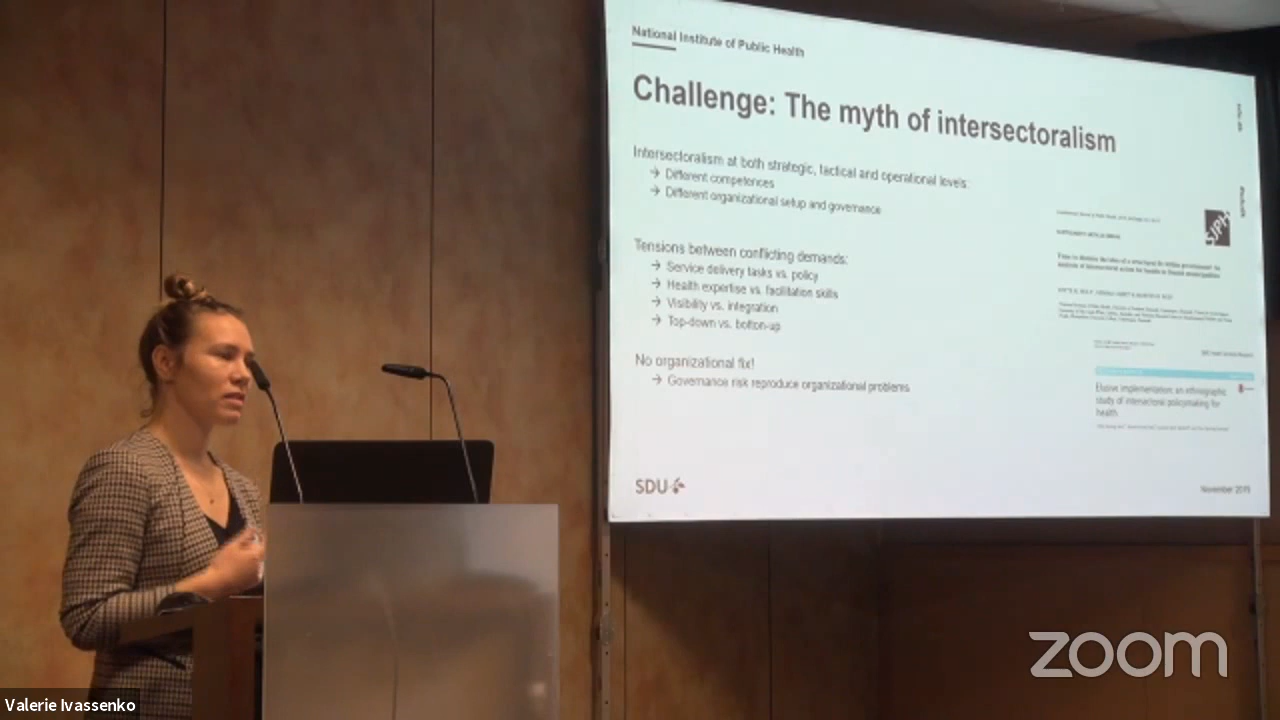 National Institute of Public Health
Challenge: The myth of intersectoralism
Intersectoralism at both strategic, tactical and operational levels:
→ Different competences
→ Different organizational setup and governance
Tensions between conflicting demands:
→ Service delivery tasks vs. policy
→ Health expertise vs. facilitation skills
→ Visibility vs. integration
→ Top-down vs. bottom-up
No organizational fix!
→ Governance risk reproduce organizational problems
SJPH
Elusive implementation: an ethnographic
study of intersectoral policymaking for
health
SDU
November 2019
zoom
Valerie Ivassenko